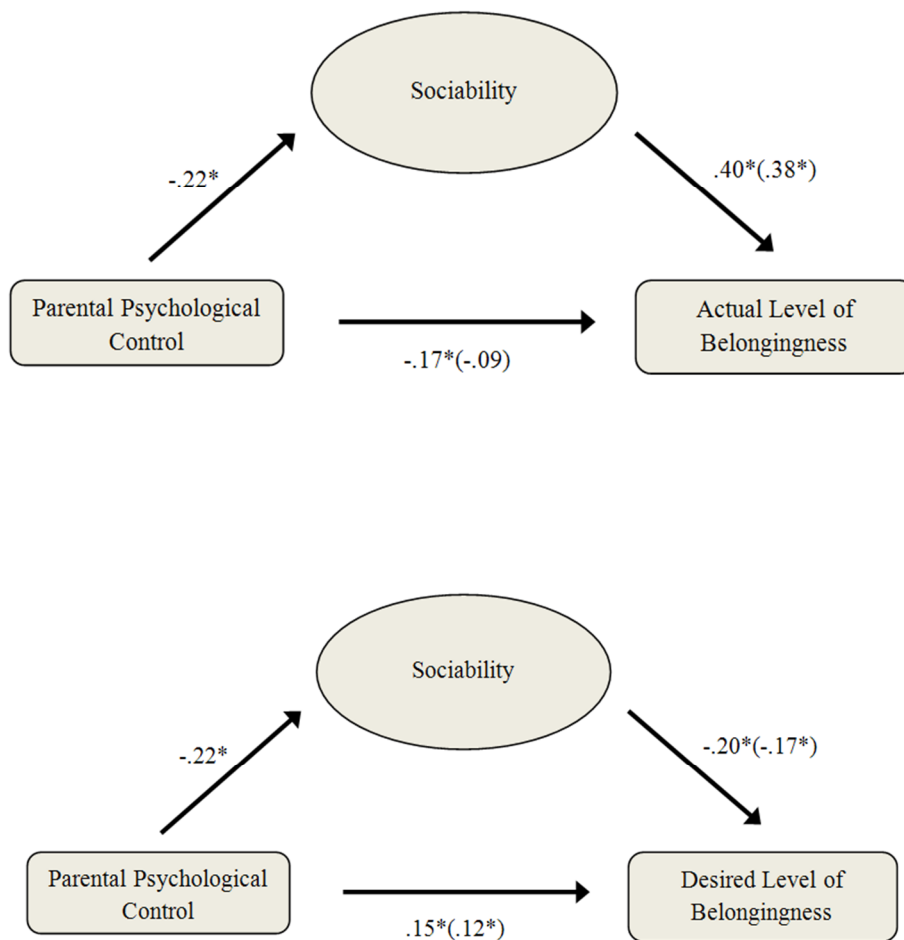 Sociability
-.22*
.40*(.38*)
Parental Psychological
Control
Actual Level of
Belongingness
-.17*(-.09)
Sociability
-.22*
-.20*(-.17*)
Parental Psychological
Control
Desired Level of
Belongingness
.15*(.12*)